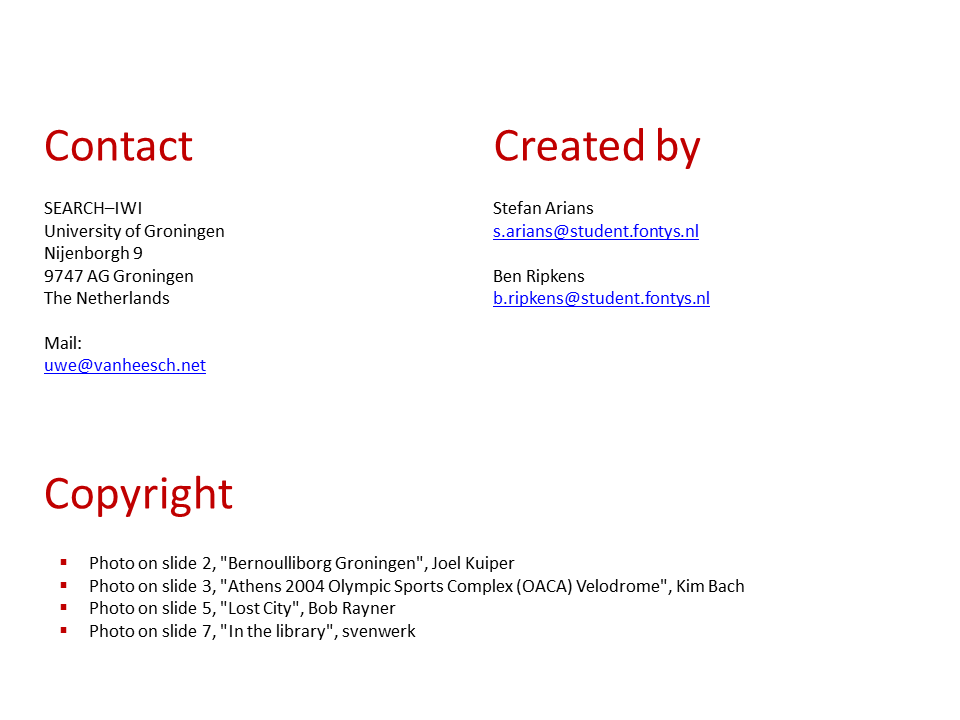 Contact
SEARCH–IWI
University of Groningen
Nijenborgh 9
9747 AG Groningen
The Netherlands
Mail:
uwe@vanheesch.net
Created by
Stefan Arians
s.arians@student.fontys.nl
Ben Ripkens
b.ripkens@student.fontys.nl
Copyright
▪ Photo on slide 2, "Bernoulliborg Groningen", Joel Kuiper
▪ Photo on slide 3, "Athens 2004 Olympic Sports Complex (OACA) Velodrome", Kim Bach
▪ Photo on slide 5, "Lost City", Bob Rayner
▪ Photo on slide 7, "In the library", svenwerk